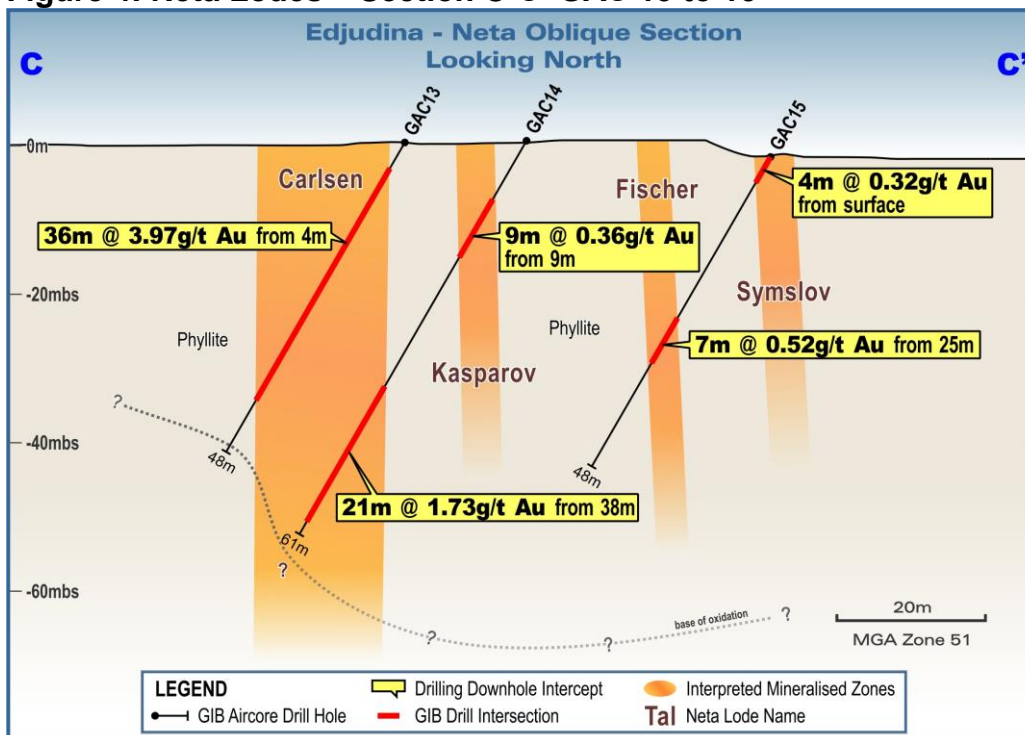 Edjudina - Neta Oblique Section
Looking North
C
C'
GAC13
GAC14
GAC15
0m
Carlsen
Fischer
4m @ 0.32g/t Au
from surface
36m @ 3.97g/t Au from 4m
9m @ 0.36g/t Au
from 9m
-20mbs
Symslov
Phyllite
Phyllite
7m @ 0.52g/t Au from 25m
Kasparov
?
-40mbs
48m
48m
21m @ 1.73g/t Au from 38m
61m
?
-60mbs
?
?
base of oxidation
?
20m
MGA Zone 51
LEGEND
Drilling Downhole Intercept
Interpreted Mineralised Zones
GIB Aircore Drill Hole
GIB Drill Intersection
Tal Neta Lode Name